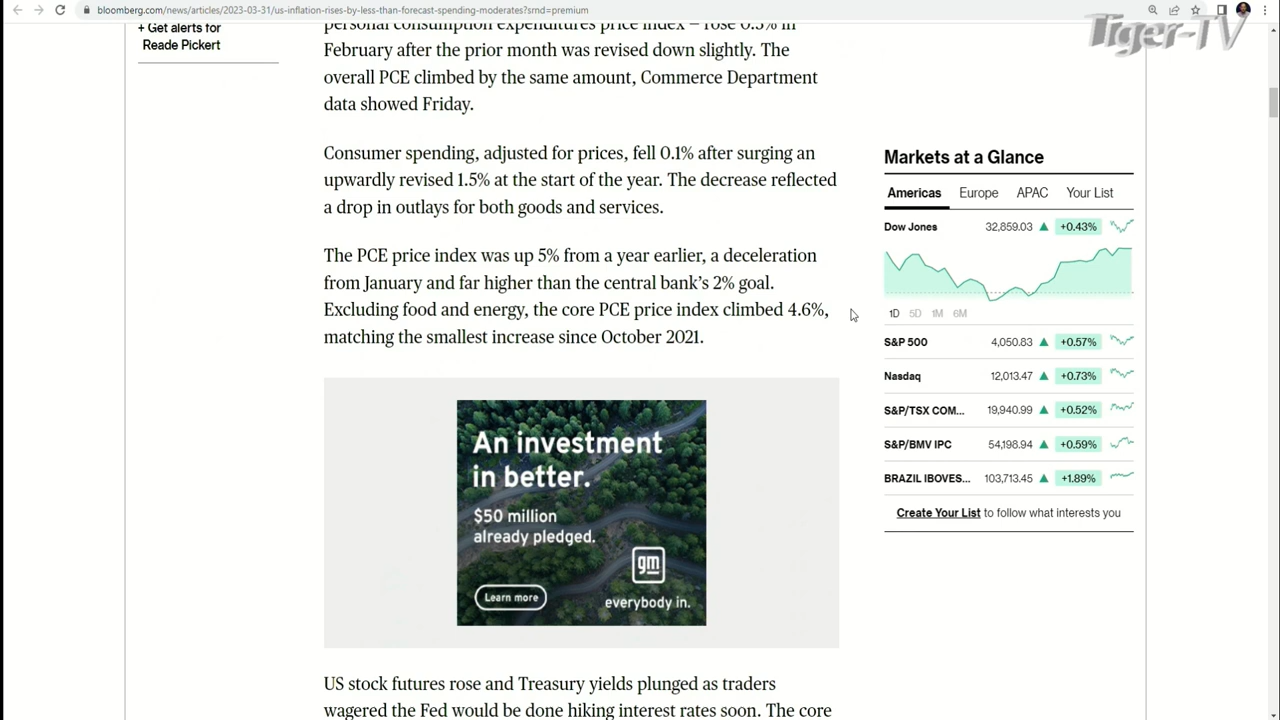 bloomberg.com/news/articles/2023-03-31/us-inflation-rises-by-less-than-forecast-spending-moderates?srnd=premium
Tiger-TV
+ Get alerts for
Reade Pickert
personal consumption expenditures price index — rose 0.3% in
February after the prior month was revised down slightly. The
overall PCE climbed by the same amount, Commerce Department
data showed Friday.
Consumer spending, adjusted for prices, fell 0.1% after surging an
upwardly revised 1.5% at the start of the year. The decrease reflected
a drop in outlays for both goods and services.
The PCE price index was up 5% from a year earlier, a deceleration
from January and far higher than the central bank's 2% goal.
Excluding food and energy, the core PCE price index climbed 4.6%,
matching the smallest increase since October 2021.
An investment
in better.
$50 million
already pledged.
gm
Learn more
everybody in.
US stock futures rose and Treasury yields plunged as traders
wagered the Fed would be done hiking interest rates soon. The core
Markets at a Glance
Americas Europe APAC Your List
Dow Jones 32,859.03 ▲ +0.43%
1D 5D 1M 6M
S&P 500 4,050.83 ▲ +0.57%
Nasdaq 12,013.47 ▲ +0.73%
S&P/TSX COM... 19,940.99 ▲ +0.52%
S&P/BMV IPC 54,198.94 ▲ +0.59%
BRAZIL IBOVES... 103,713.45 ▲ +1.89%
Create Your List to follow what interests you